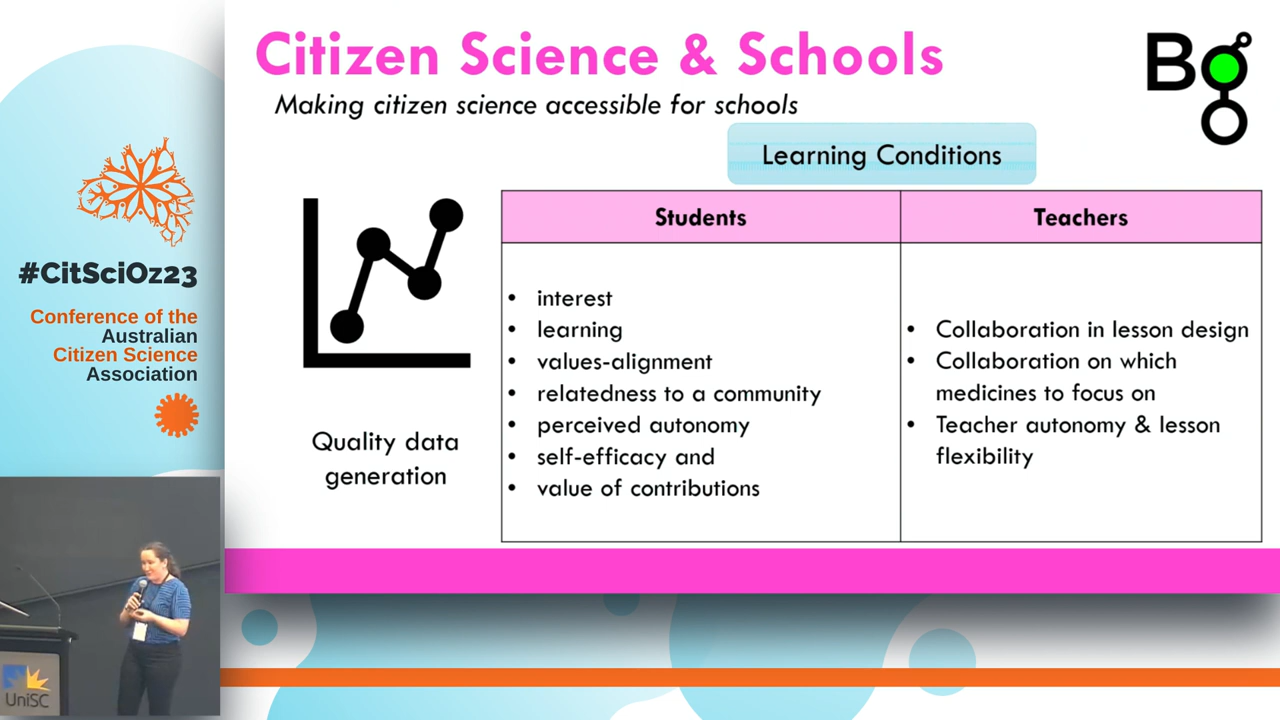 Citizen Science & Schools
Making citizen science accessible for schools
Bg
Learning Conditions
Students
Teachers
• interest
• learning
• values-alignment
• relatedness to a community
• perceived autonomy
• self-efficacy and
• value of contributions
• Collaboration in lesson design
• Collaboration on which
medicines to focus on
• Teacher autonomy & lesson
flexibility
Quality data
generation
#CitSciOz23
Conference of the
Australian
Citizen Science
Association
UniSC